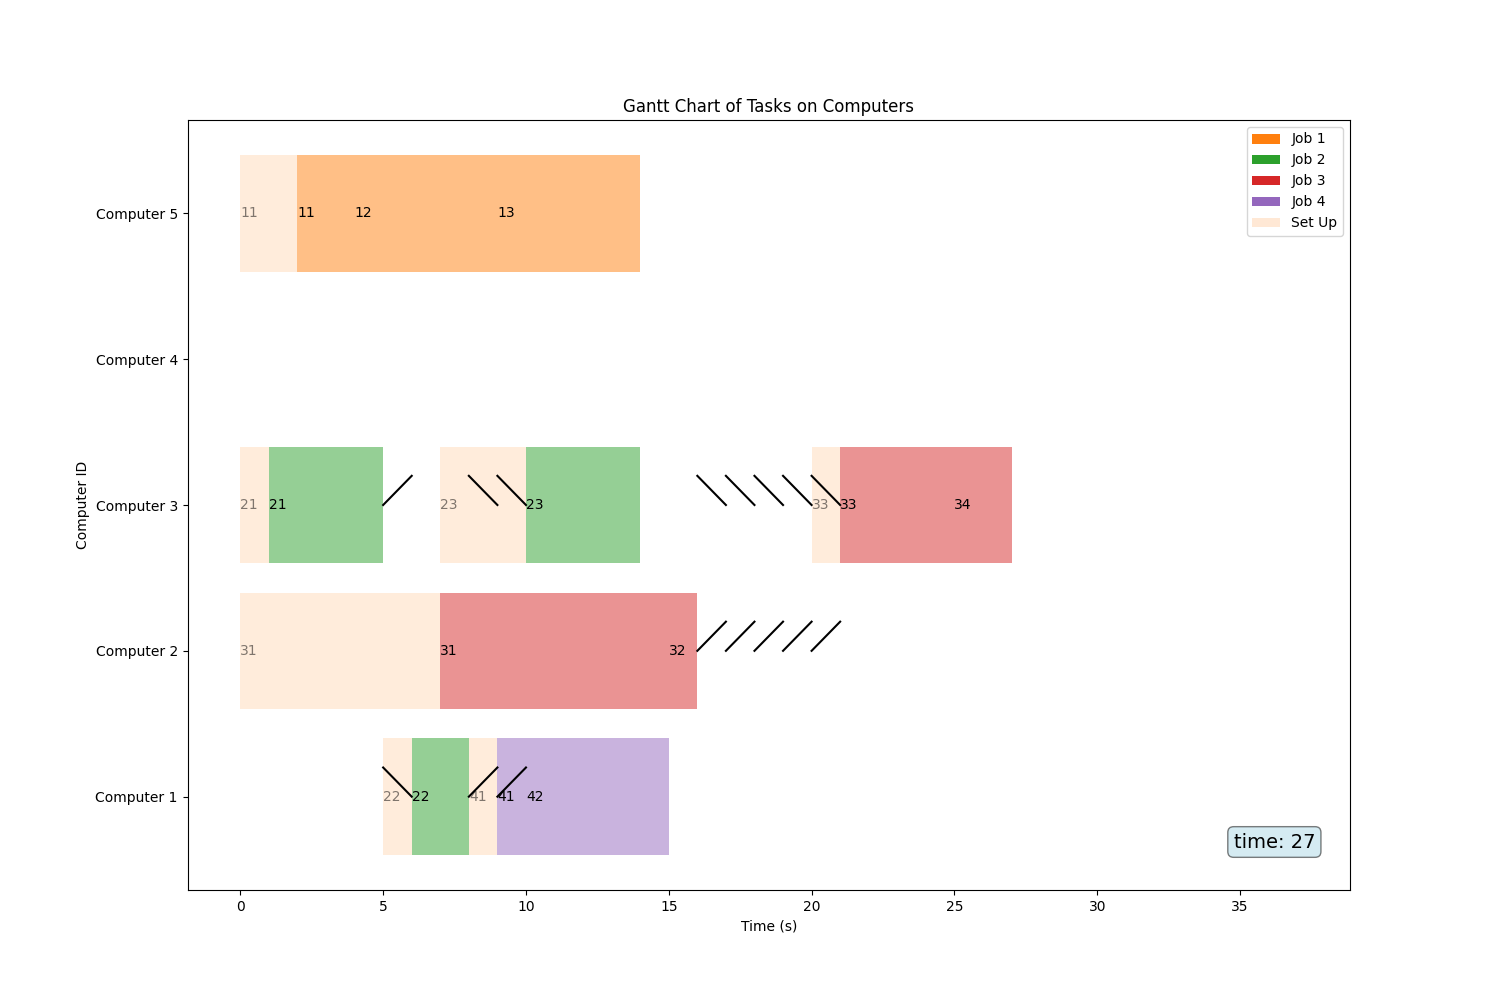 Gantt Chart of Tasks on Computers
Job 1
Job 2
Job 3
Job 4
Set Up
Computer 5
11
11
12
13
Computer 4
Computer 3
21
21
23
23
33
33
34
Computer 2
31
31
32
Computer 1
22
22
41
41
42
Computer ID
time: 27
0 5 10 15 20 25 30 35
Time (s)